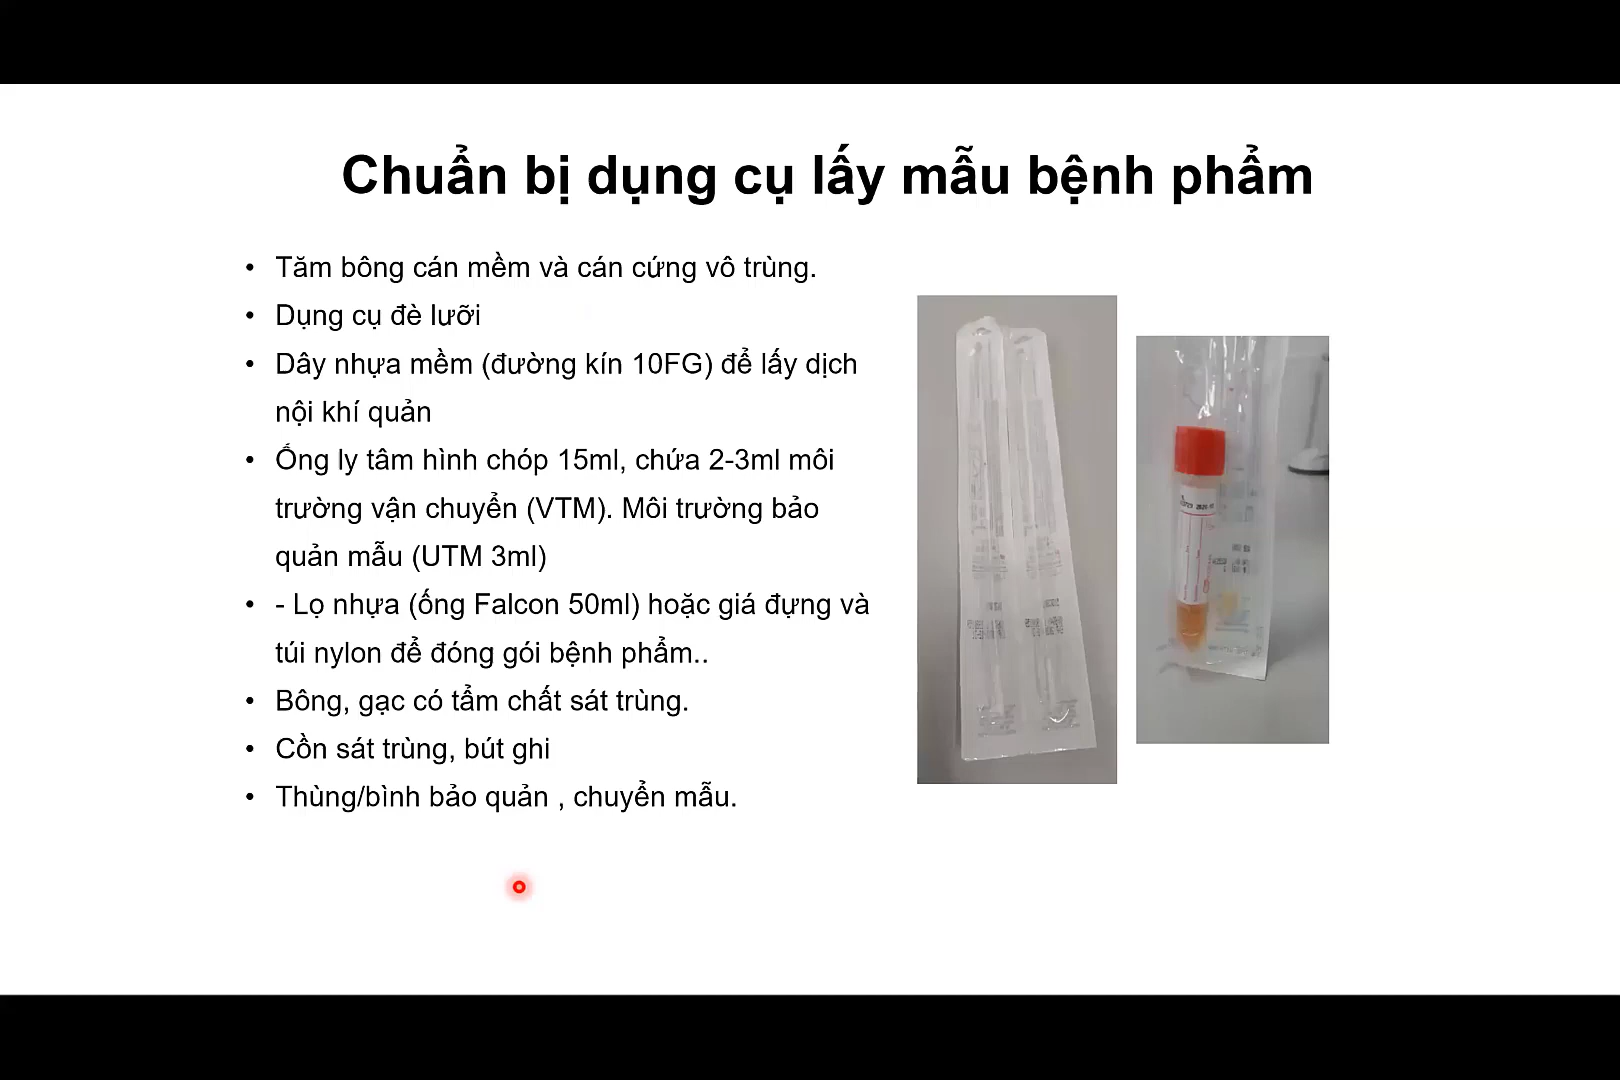 Chuẩn bị dụng cụ lấy mẫu bệnh phẩm
• Tăm bông cán mềm và cán cứng vô trùng.
• Dụng cụ đè lưỡi
• Dây nhựa mềm (đường kín 10FG) để lấy dịch
nội khí quản
• Ống ly tâm hình chóp 15ml, chứa 2-3ml môi
trường vận chuyển (VTM). Môi trường bảo
quản mẫu (UTM 3ml)
• - Lọ nhựa (ống Falcon 50ml) hoặc giá đựng và
túi nylon để đóng gói bệnh phẩm..
• Bông, gạc có tẩm chất sát trùng.
• Cồn sát trùng, bút ghi
• Thùng/bình bảo quản , chuyển mẫu.